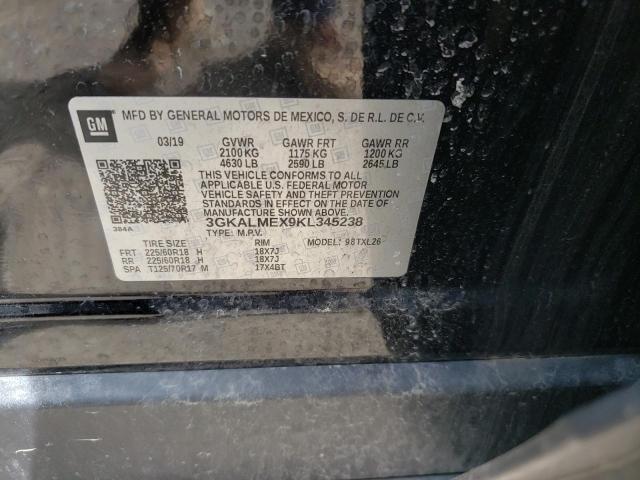 GM
MFD BY GENERAL MOTORS DE MEXICO, S. DE R.L. DE C.V.
03/19 GVWR GAWR FRT GAWR RR
2100 KG 1175 KG 1200 KG
4630 LB 2590 LB 2645 LB
THIS VEHICLE CONFORMS TO ALL
APPLICABLE U.S. FEDERAL MOTOR
VEHICLE SAFETY AND THEFT
PREVENTION STANDARDS IN EFFECT ON
THE DATE OF MANUFACTURE SHOWN ABOVE.
384A
3GKALMEX9KL345238
TYPE: M.P.V. MODEL: 98TXL26
TIRE SIZE RIM
FRT 225/60R18 H 18X7J
RR 225/60R18 H 18X7J
SPA T125/70R17 M 17X4BT